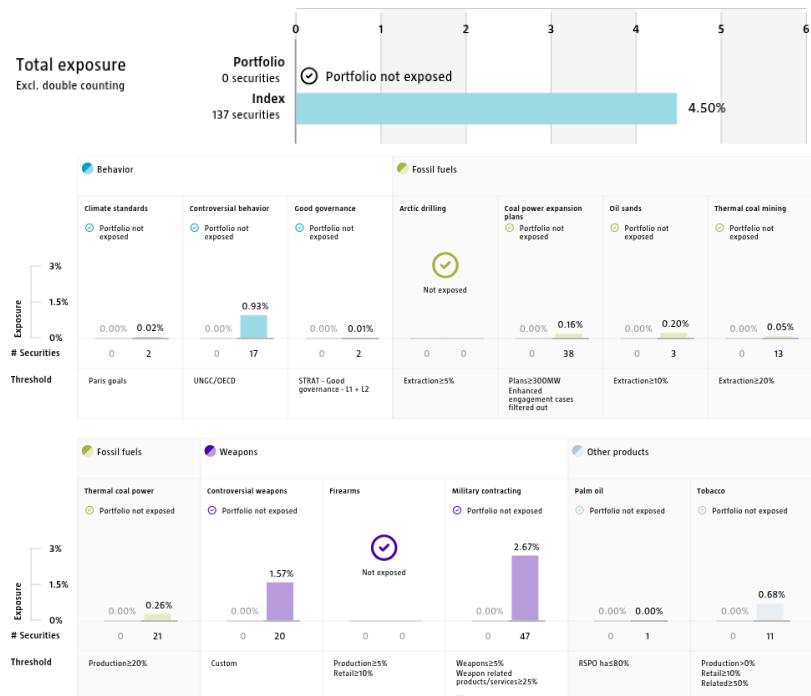 0 1 2 3 4 5 6
Total exposure
Excl. double counting
Portfolio
0 securities
Portfolio not exposed
Index
137 securities
4.50%
Behavior
Fossil fuels
Climate standards
Controversial behavior
Good governance
Arctic drilling
Coal power expansion
plans
Oil sands
Thermal coal mining
Portfolio not
exposed
Portfolio not
exposed
Portfolio not
exposed
Not exposed
Portfolio not
exposed
Portfolio not
exposed
Portfolio not
exposed
Exposure
3%
1.5%
0%
0.00% 0.02%
0.00% 0.93%
0.00% 0.01%
0.00% 0.16%
0.00% 0.20%
0.00% 0.05%
# Securities 0 2 0 17 0 2 0 0 0 38 0 3 0 13
Threshold
Paris goals
UNGC/OECD
STRAT - Good
governance - L1 + L2
Extraction≥5%
Plans≥300MW
Enhanced
engagement cases
filtered out
Extraction≥10%
Extraction≥20%
Fossil fuels
Weapons
Other products
Thermal coal power
Controversial weapons
Firearms
Military contracting
Palm oil
Tobacco
Portfolio not exposed
Portfolio not exposed
Not exposed
Portfolio not exposed
Portfolio not exposed
Portfolio not exposed
Exposure
3%
1.5%
0%
0.00% 0.26%
0.00% 1.57%
0.00% 2.67%
0.00% 0.00%
0.00% 0.68%
# Securities 0 21 0 20 0 0 0 47 0 1 0 11
Threshold
Production≥20%
Custom
Production≥5%
Retail≥10%
Weapons≥5%
Weapon related
products/services≥25%
RSPO ha≤80%
Production>0%
Retail≥10%
Related≥50%